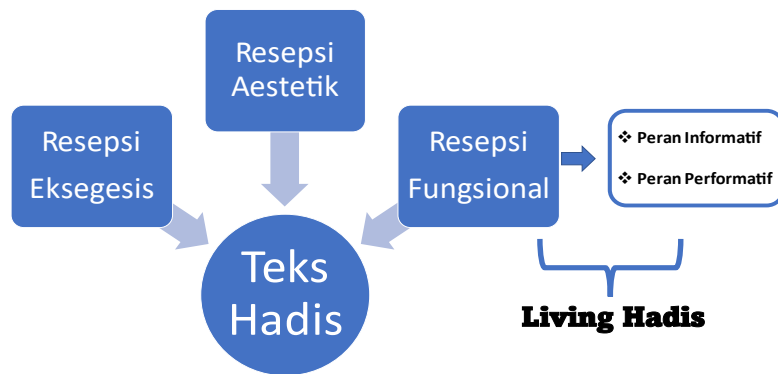 Resepsi
Aestetik
Resepsi
Eksegesis
Resepsi
Fungsional
❖ Peran Informatif
❖ Peran Performatif
Teks
Hadis
Living Hadis